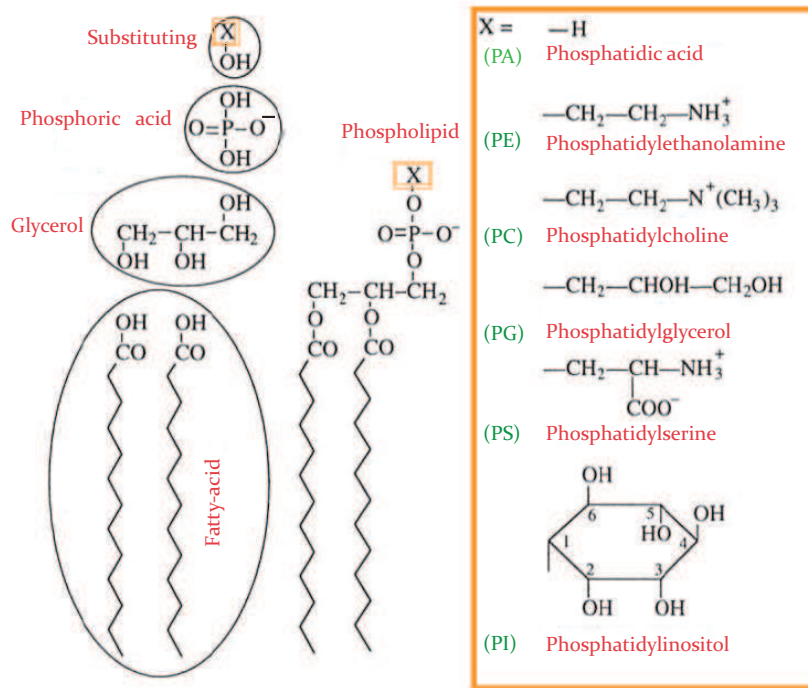 Substituting
X
OH
Phosphoric acid
OH
O=P–O⁻
OH
Glycerol
OH
CH₂–CH–CH₂
OH OH
OH OH
CO CO
Fatty-acid
Phospholipid
X
O
O=P–O⁻
O
CH₂–CH–CH₂
O O
CO CO
X = —H
(PA) Phosphatidic acid
—CH₂—CH₂—NH₃⁺
(PE) Phosphatidylethanolamine
—CH₂—CH₂—N⁺(CH₃)₃
(PC) Phosphatidylcholine
—CH₂—CHOH—CH₂OH
(PG) Phosphatidylglycerol
—CH₂—CH—NH₃⁺
COO⁻
(PS) Phosphatidylserine
OH
6 5 OH
HO
1 4
2 3
OH OH
(PI) Phosphatidylinositol